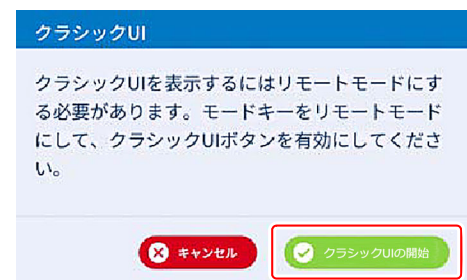 クラシックUI
クラシックUIを表示するにはリモートモードにす
る必要があります。モードキーをリモートモード
にして、クラシックUIボタンを有効にしてくださ
い。
キャンセル
クラシックUIの開始